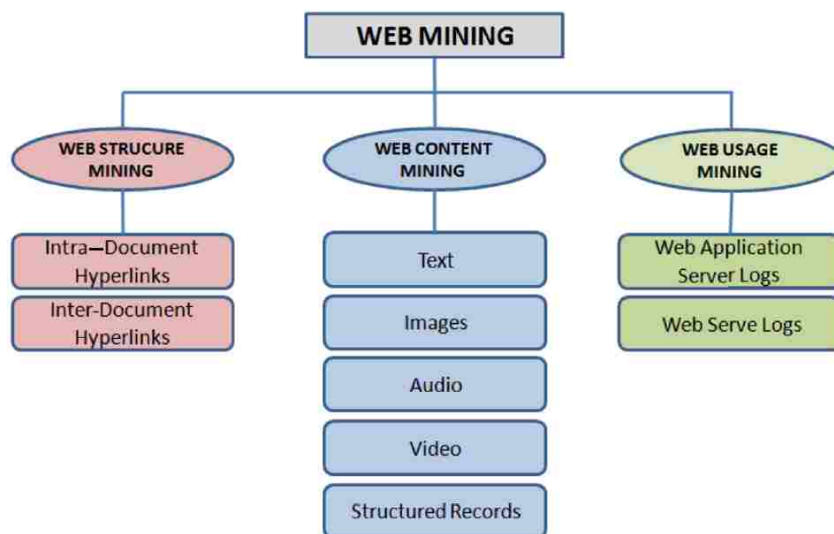 WEB MINING
WEB STRUCURE
MINING
Intra–Document
Hyperlinks
Inter-Document
Hyperlinks
WEB CONTENT
MINING
Text
Images
Audio
Video
Structured Records
WEB USAGE
MINING
Web Application
Server Logs
Web Serve Logs